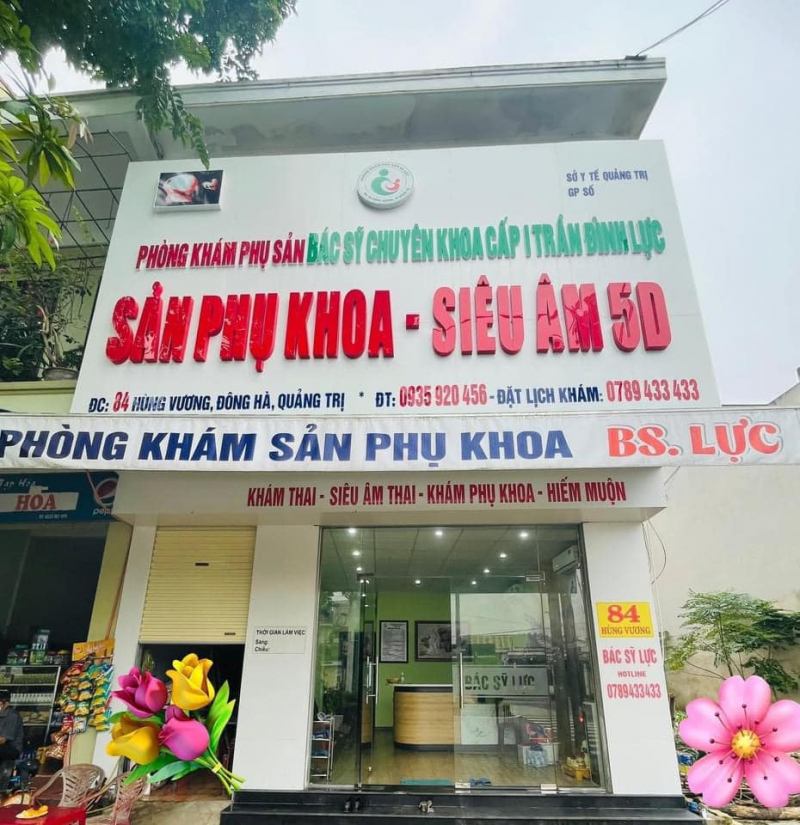 SỞ Y TẾ QUẢNG TRỊ
GP SỐ
PHÒNG KHÁM PHỤ SẢN BÁC SỸ CHUYÊN KHOA CẤP I TRẦN ĐÌNH LỰC
SẢN PHỤ KHOA - SIÊU ÂM 5D
ĐC: 84 HÙNG VƯƠNG, ĐÔNG HÀ, QUẢNG TRỊ * ĐT: 0935 920 456 - ĐẶT LỊCH KHÁM: 0789 433 433
PHÒNG KHÁM SẢN PHỤ KHOA BS. LỰC
KHÁM THAI - SIÊU ÂM THAI - KHÁM PHỤ KHOA - HIẾM MUỘN
HOA
pepsi
THỜI GIAN LÀM VIỆC
Sáng:
Chiều:
BÁC SỸ LỰC
84
HÙNG VƯƠNG
BÁC SỸ LỰC
HOTLINE
0789433433